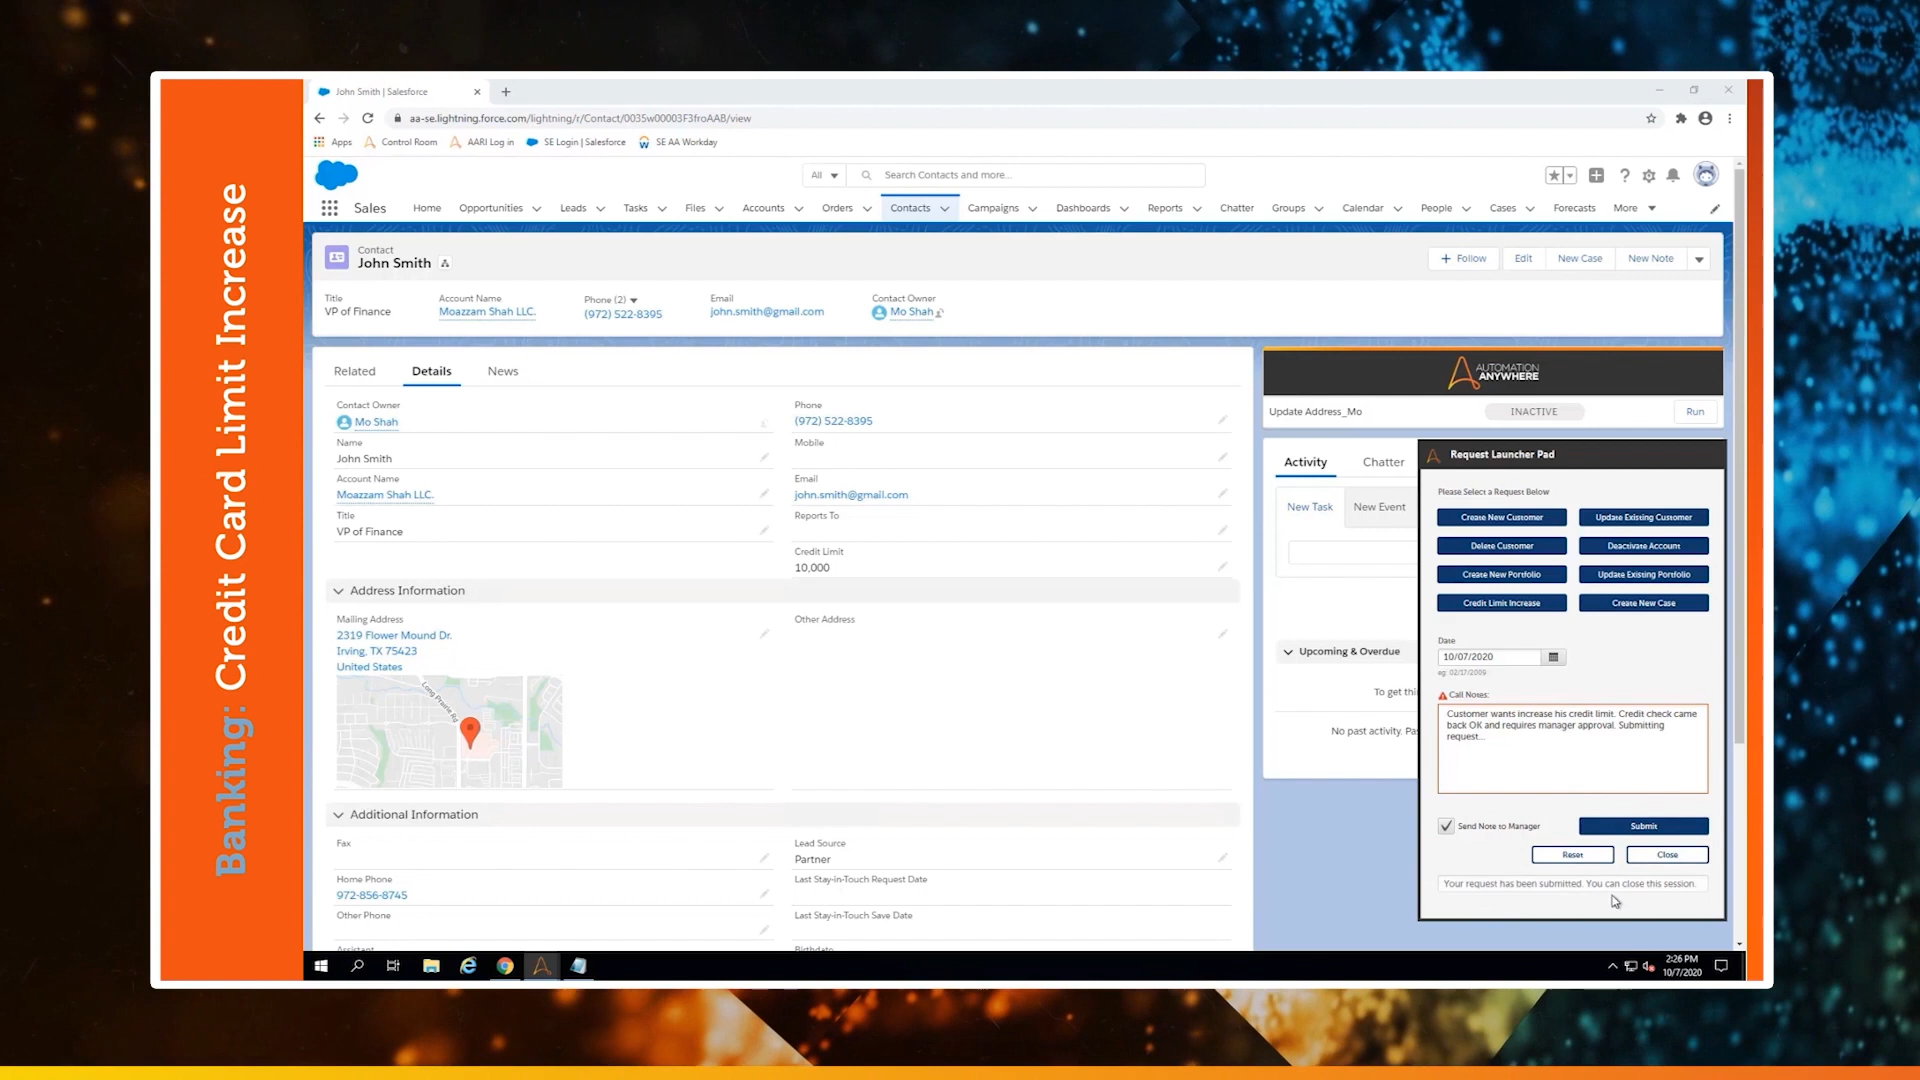 Banking: Credit Card Limit Increase
John Smith | Salesforce
aa-se.lightning.force.com/lightning/r/Contact/0035w00003F3froAAB/view
Apps Control Room AARI Log in SE Login | Salesforce SE AA Workday
All Search Contacts and more...
Sales Home Opportunities Leads Tasks Files Accounts Orders Contacts Campaigns Dashboards Reports Chatter Groups Calendar People Cases Forecasts More
Contact
John Smith
+ Follow Edit New Case New Note
Title Account Name Phone (2) Email Contact Owner
VP of Finance Moazzam Shah LLC. (972) 522-8395 john.smith@gmail.com Mo Shah
Related Details News
Contact Owner
Mo Shah
Name
John Smith
Account Name
Moazzam Shah LLC.
Title
VP of Finance
Phone
(972) 522-8395
Mobile
Email
john.smith@gmail.com
Reports To
Credit Limit
10,000
Address Information
Mailing Address
2319 Flower Mound Dr.
Irving, TX 75423
United States
Other Address
Long Prairie Rd
Additional Information
Fax
Home Phone
972-856-8745
Other Phone
Assistant
Lead Source
Partner
Last Stay-in-Touch Request Date
Last Stay-in-Touch Save Date
Birthdate
AUTOMATION
ANYWHERE
Update Address_Mo INACTIVE Run
Activity Chatter
New Task New Event
Upcoming & Overdue
To get thi
No past activity. Pa
Request Launcher Pad
Please Select a Request Below
Create New Customer Update Existing Customer
Delete Customer Deactivate Account
Create New Portfolio Update Existing Portfolio
Credit Limit Increase Create New Case
Date
10/07/2020
eg: 02/17/2009
Call Notes:
Customer wants increase his credit limit. Credit check came
back OK and requires manager approval. Submitting
request...
Send Note to Manager Submit
Reset Close
Your request has been submitted. You can close this session.
2:26 PM
10/7/2020